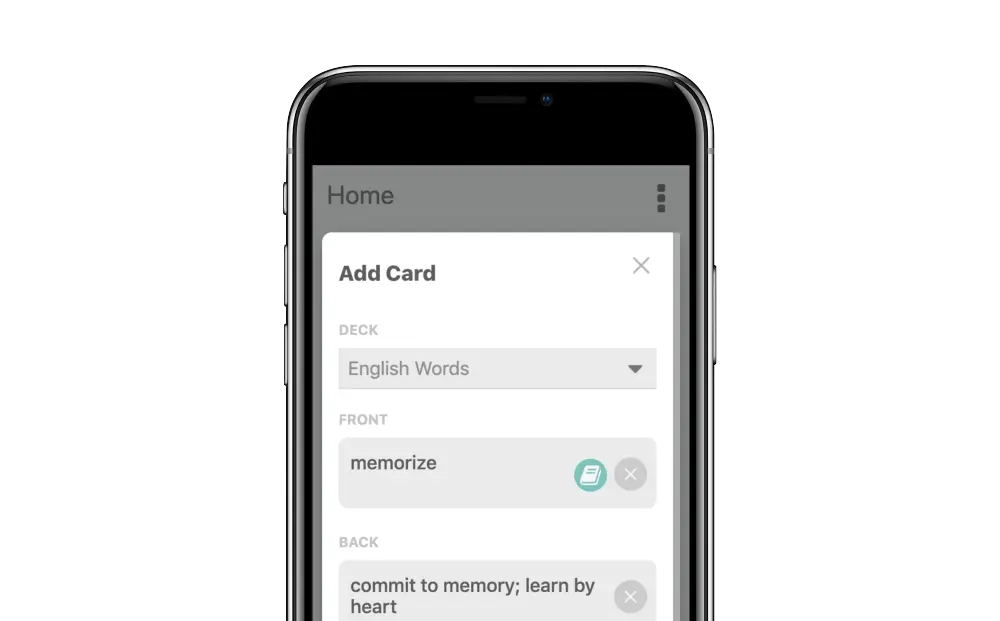 Home
Add Card
DECK
English Words
FRONT
memorize
BACK
commit to memory; learn by
heart